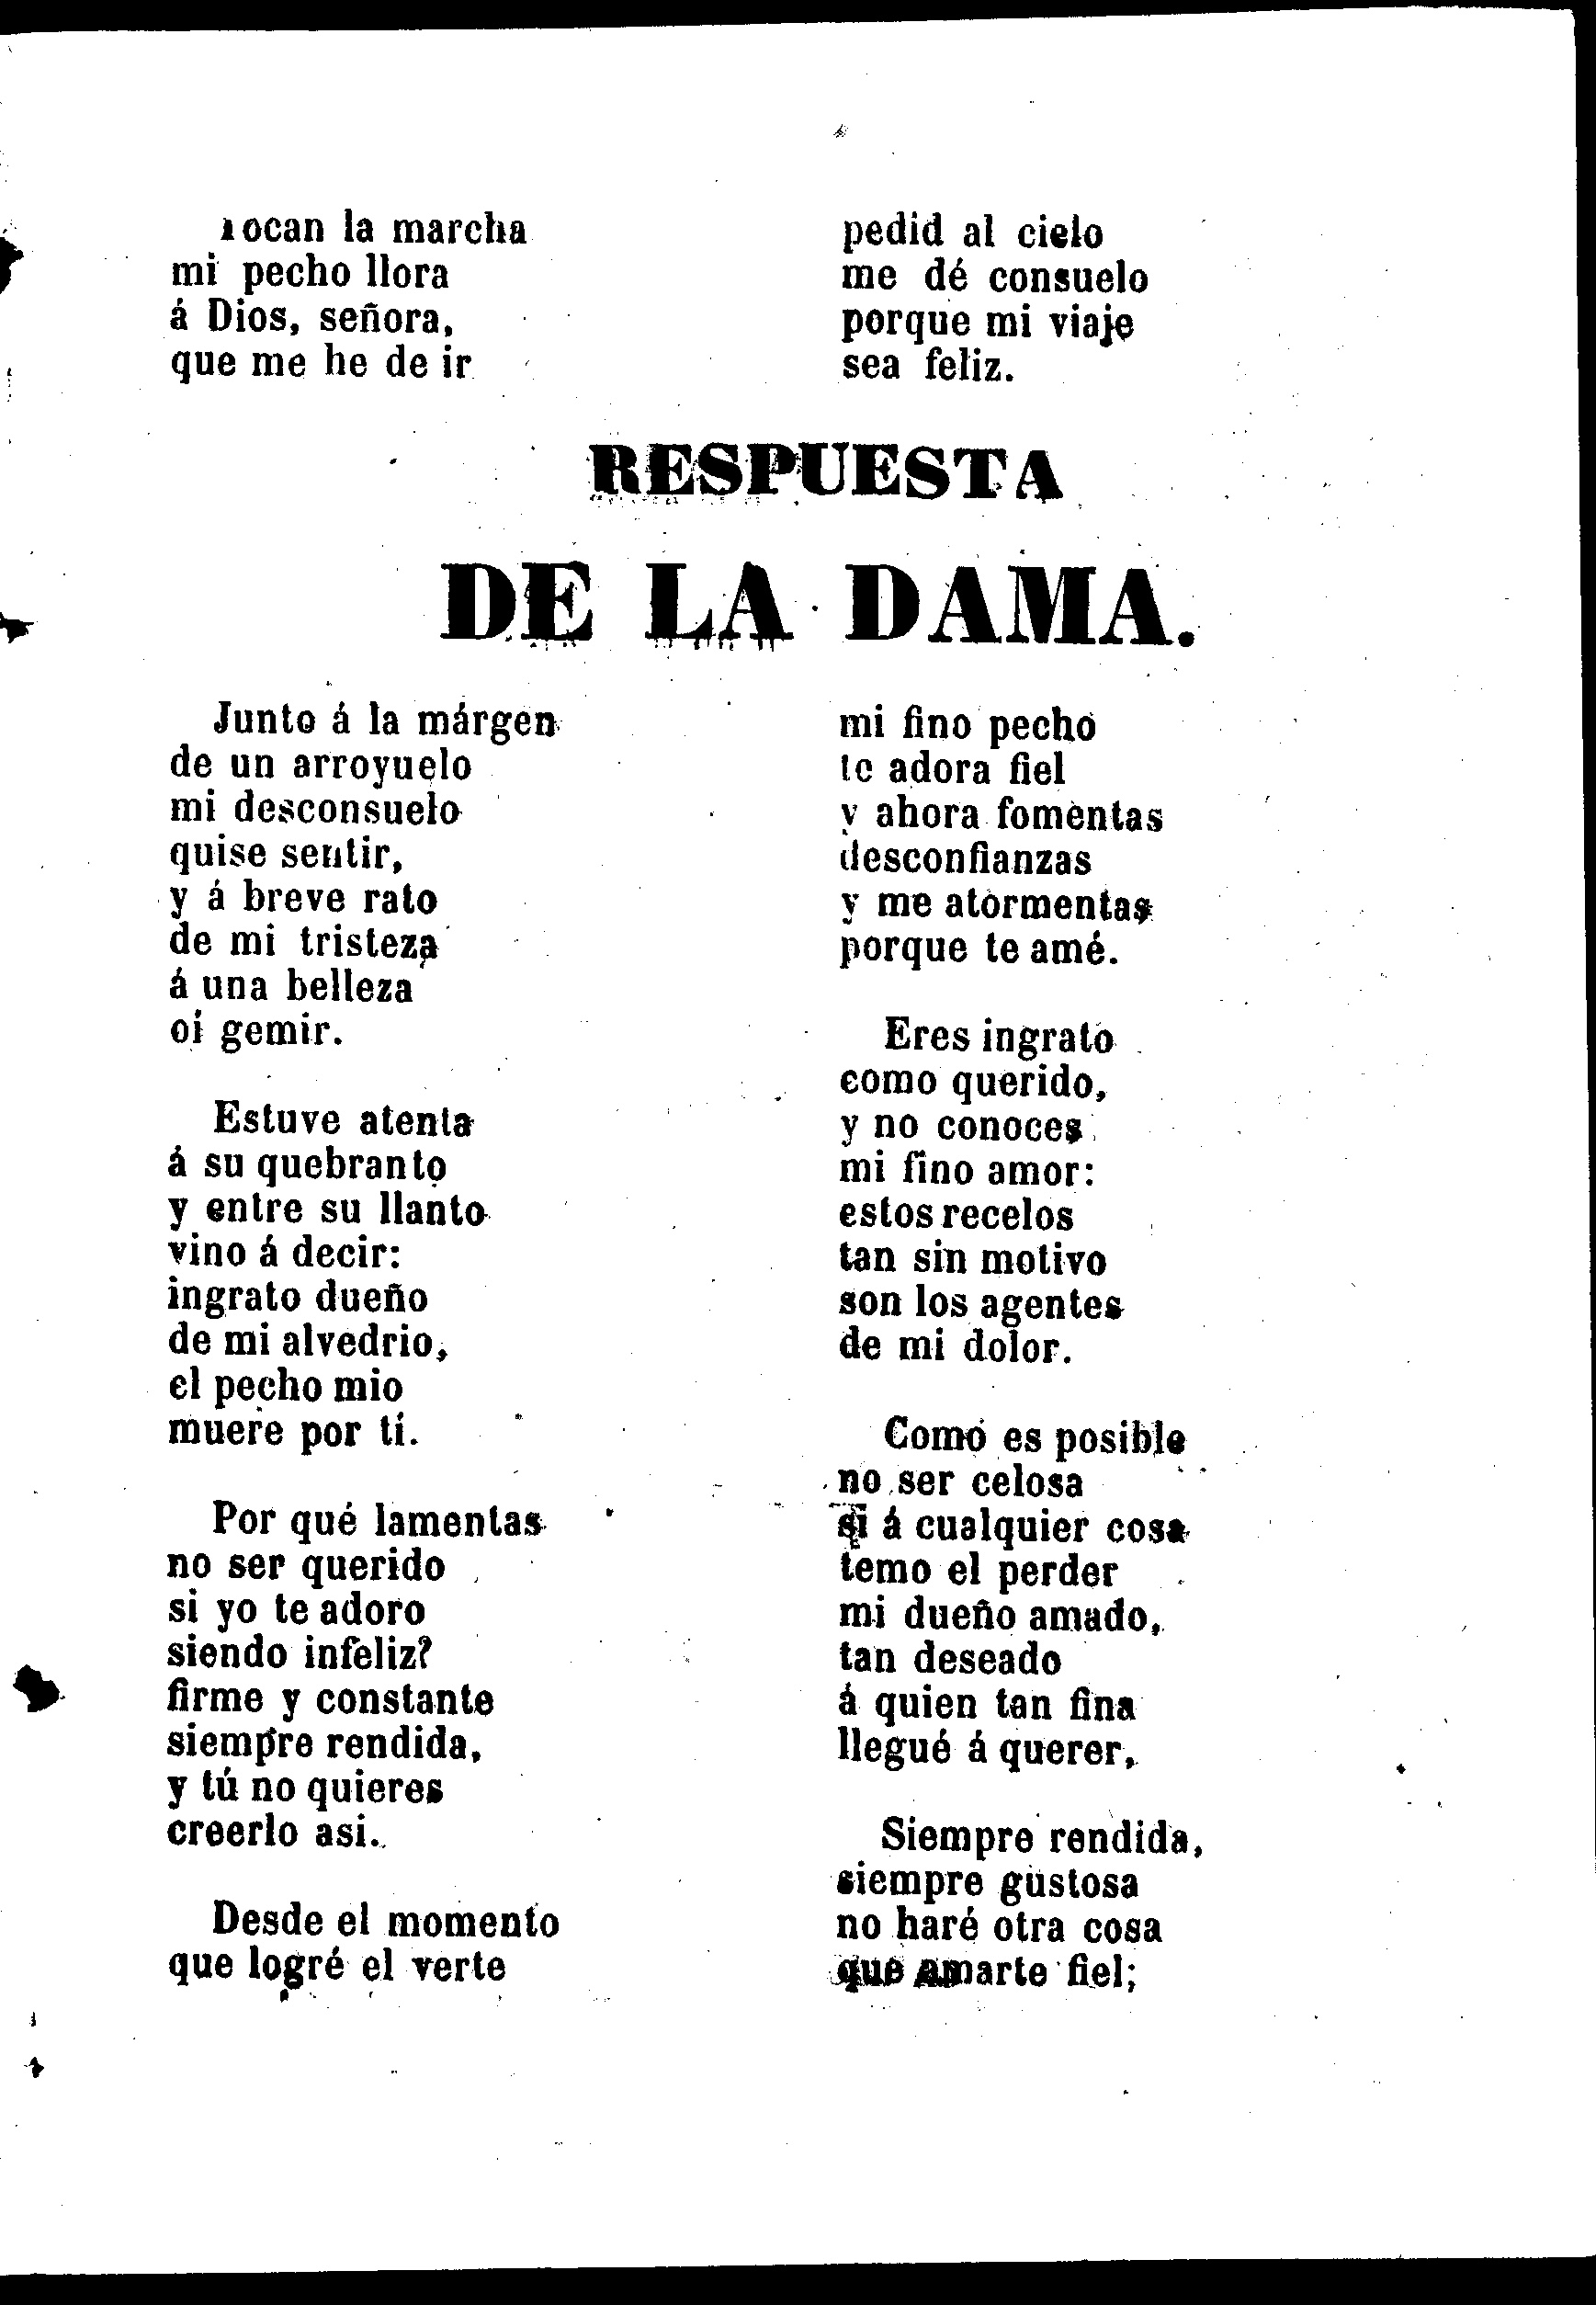 Tocan la marcha
mi pecho llora
á Dios, señora,
que me he de ir
pedid al cielo
me dé consuelo
porque mi viaje
sea feliz.
RESPUESTA
DE LA DAMA.
Junto á la márgen
de un arroyuelo
mi desconsuelo
quise sentir,
y á breve rato
de mi tristeza
á una belleza
oí gemir.
Estuve atenta
á su quebranto
y entre su llanto
vino á decir:
ingrato dueño
de mi alvedrio,
el pecho mio
muere por tí.
Por qué lamentas
no ser querido
si yo te adoro
siendo infeliz?
firme y constante
siempre rendida,
y tú no quieres
creerlo asi.
Desde el momento
que logré el verte
mi fino pecho
te adora fiel
y ahora fomentas
desconfianzas
y me atormentas
porque te amé.
Eres ingrato
como querido,
y no conoces
mi fino amor:
estos recelos
tan sin motivo
son los agentes
de mi dolor.
Como es posible
no ser celosa
si á cualquier cosa
temo el perder
mi dueño amado,
tan deseado
á quien tan fina
llegué á querer,
Siempre rendida,
siempre gustosa
no haré otra cosa
que amarte fiel;